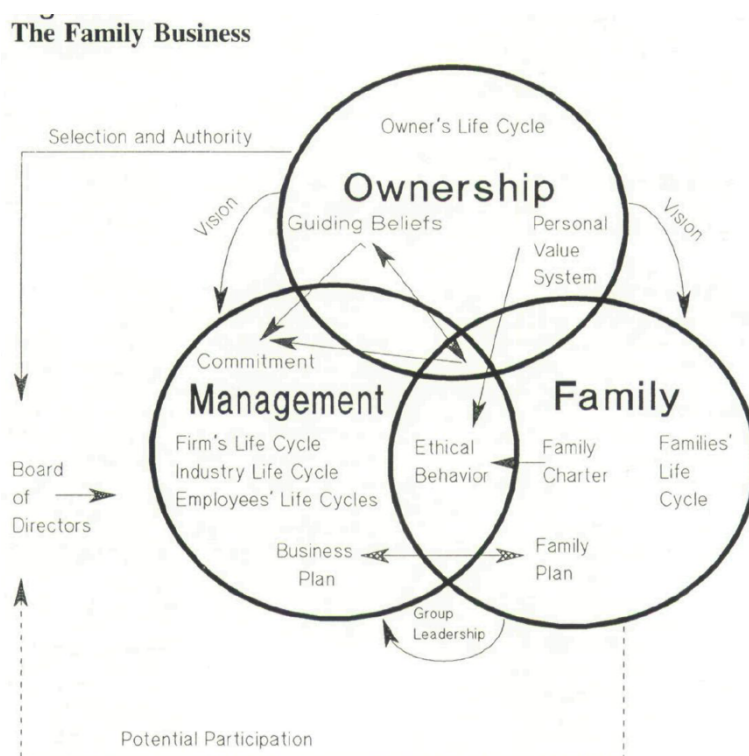 The Family Business
Owner's Life Cycle
Selection and Authority
Ownership
Vision
Vision
Guiding Beliefs
Personal
Value
System
Commitment
Management
Family
Firm's Life Cycle
Industry Life Cycle
Employees' Life Cycles
Ethical
Behavior
Family
Charter
Families'
Life
Cycle
Board
of
Directors
Business
Plan
Family
Plan
Group
Leadership
Potential Participation